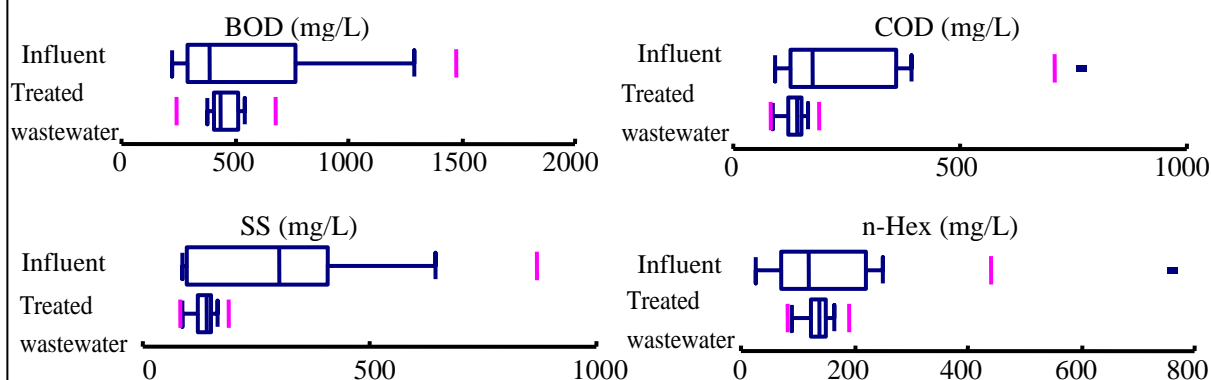 BOD (mg/L)
Influent
Treated
wastewater
0 500 1000 1500 2000
COD (mg/L)
Influent
Treated
wastewater
0 500 1000
SS (mg/L)
Influent
Treated
wastewater
0 500 1000
n-Hex (mg/L)
Influent
Treated
wastewater
0 200 400 600 800